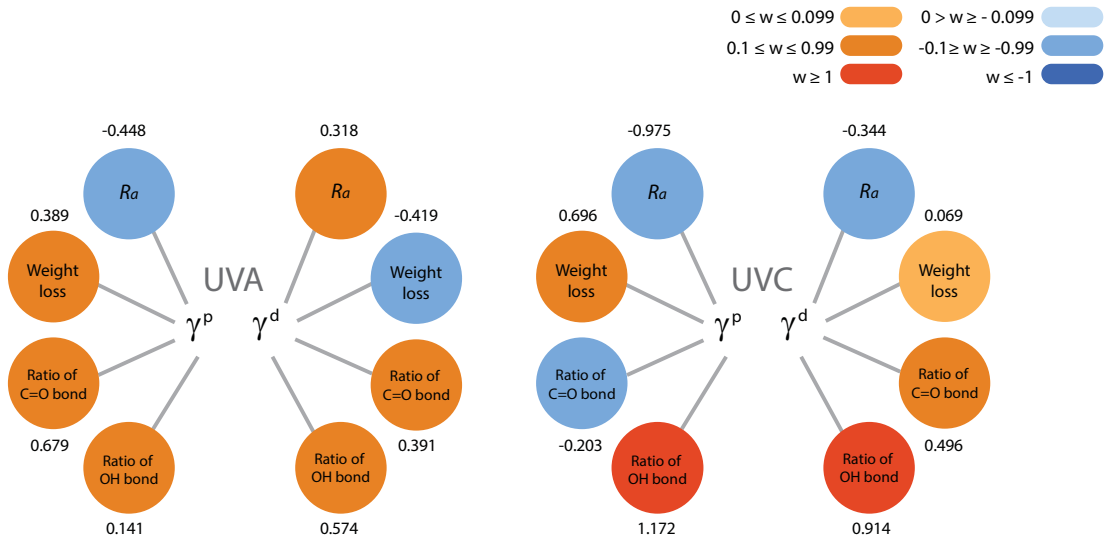 0 ≤ w ≤ 0.099
0 > w ≥ - 0.099
0.1 ≤ w ≤ 0.99
-0.1≥ w ≥ -0.99
w ≥ 1
w ≤ -1
-0.448
Ra
0.389
Weight
loss
Ratio of
C=O bond
0.679
Ratio of
OH bond
0.141
UVA
γp
γd
0.318
Ra
-0.419
Weight
loss
Ratio of
C=O bond
0.391
Ratio of
OH bond
0.574
-0.975
Ra
0.696
Weight
loss
Ratio of
C=O bond
-0.203
Ratio of
OH bond
1.172
UVC
γp
γd
-0.344
Ra
0.069
Weight
loss
Ratio of
C=O bond
0.496
Ratio of
OH bond
0.914